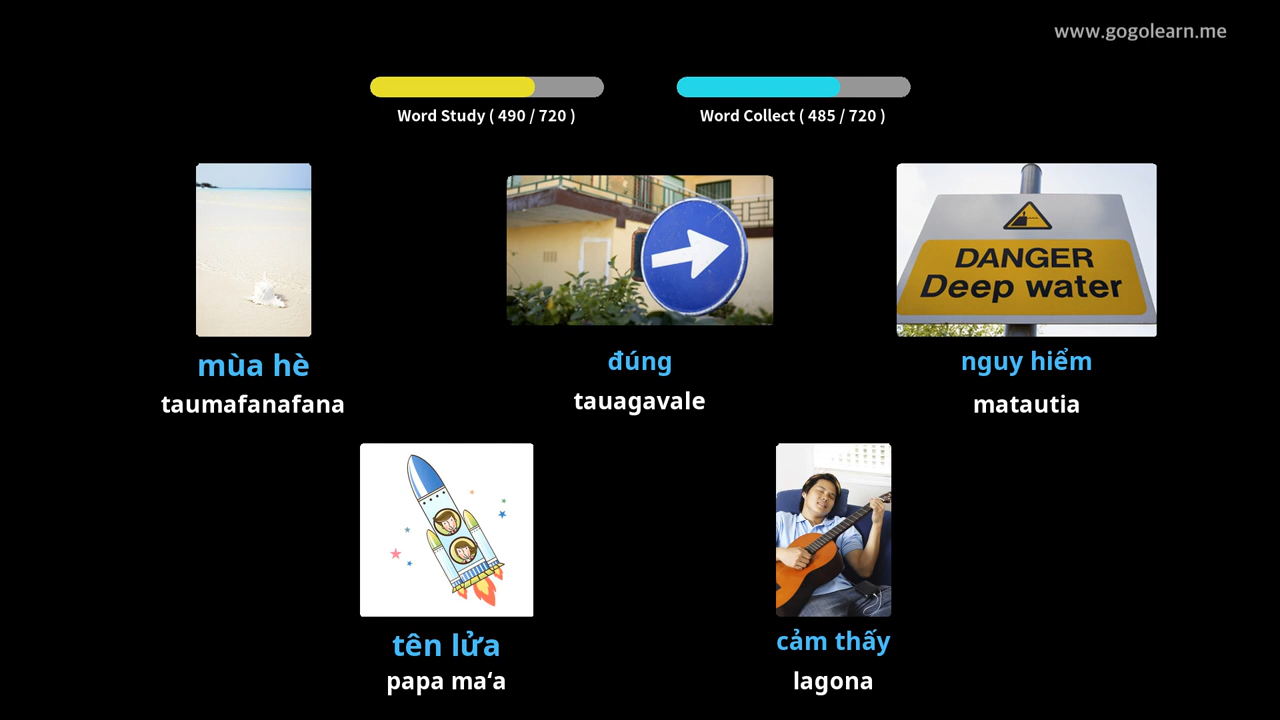 www.gogolearn.me
Word Study ( 490 / 720 )
Word Collect ( 485 / 720 )
DANGER
Deep water
mùa hè
taumafanafana
đúng
tauagavale
nguy hiểm
matautia
tên lửa
papa maʻa
cảm thấy
lagona